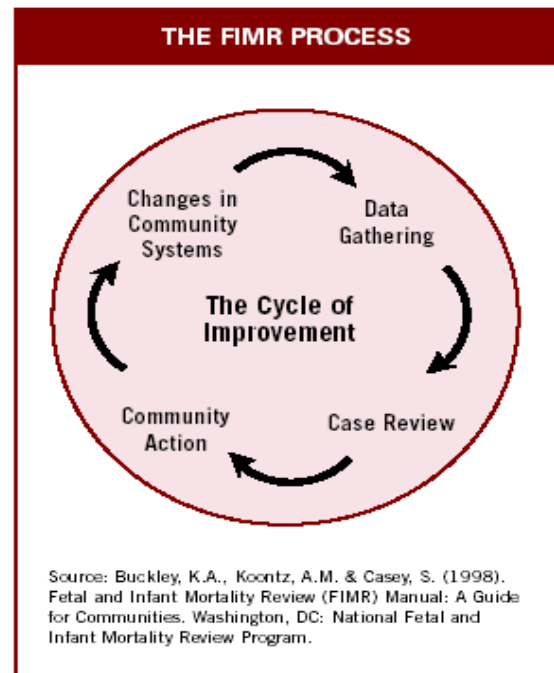 THE FIMR PROCESS
Changes in
Community
Systems
Data
Gathering
The Cycle of
Improvement
Community
Action
Case Review
Source: Buckley, K.A., Koontz, A.M. & Casey, S. (1998).
Fetal and Infant Mortality Review (FIMR) Manual: A Guide
for Communities. Washington, DC: National Fetal and
Infant Mortality Review Program.